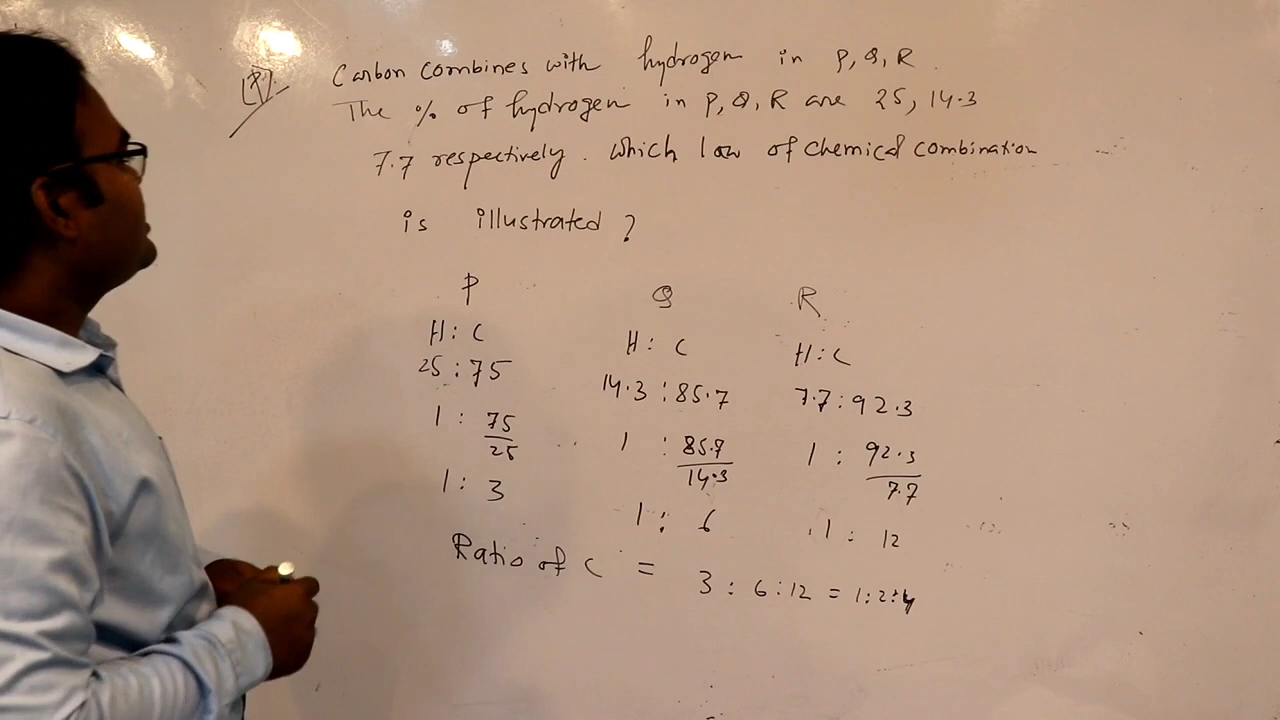 (Q).
Carbon combines with hydrogen in P, Q, R.
The % of hydrogen in P, Q, R are 25, 14.3
7.7 respectively. Which law of chemical combination
is illustrated?
P Q R
H : C H : C H : C
25 : 75 14.3 : 85.7 7.7 : 92.3
1 : 75/25 1 : 85.7/14.3 1 : 92.3/7.7
1 : 3 1 : 6 1 : 12
Ratio of C = 3 : 6 : 12 = 1:2:4